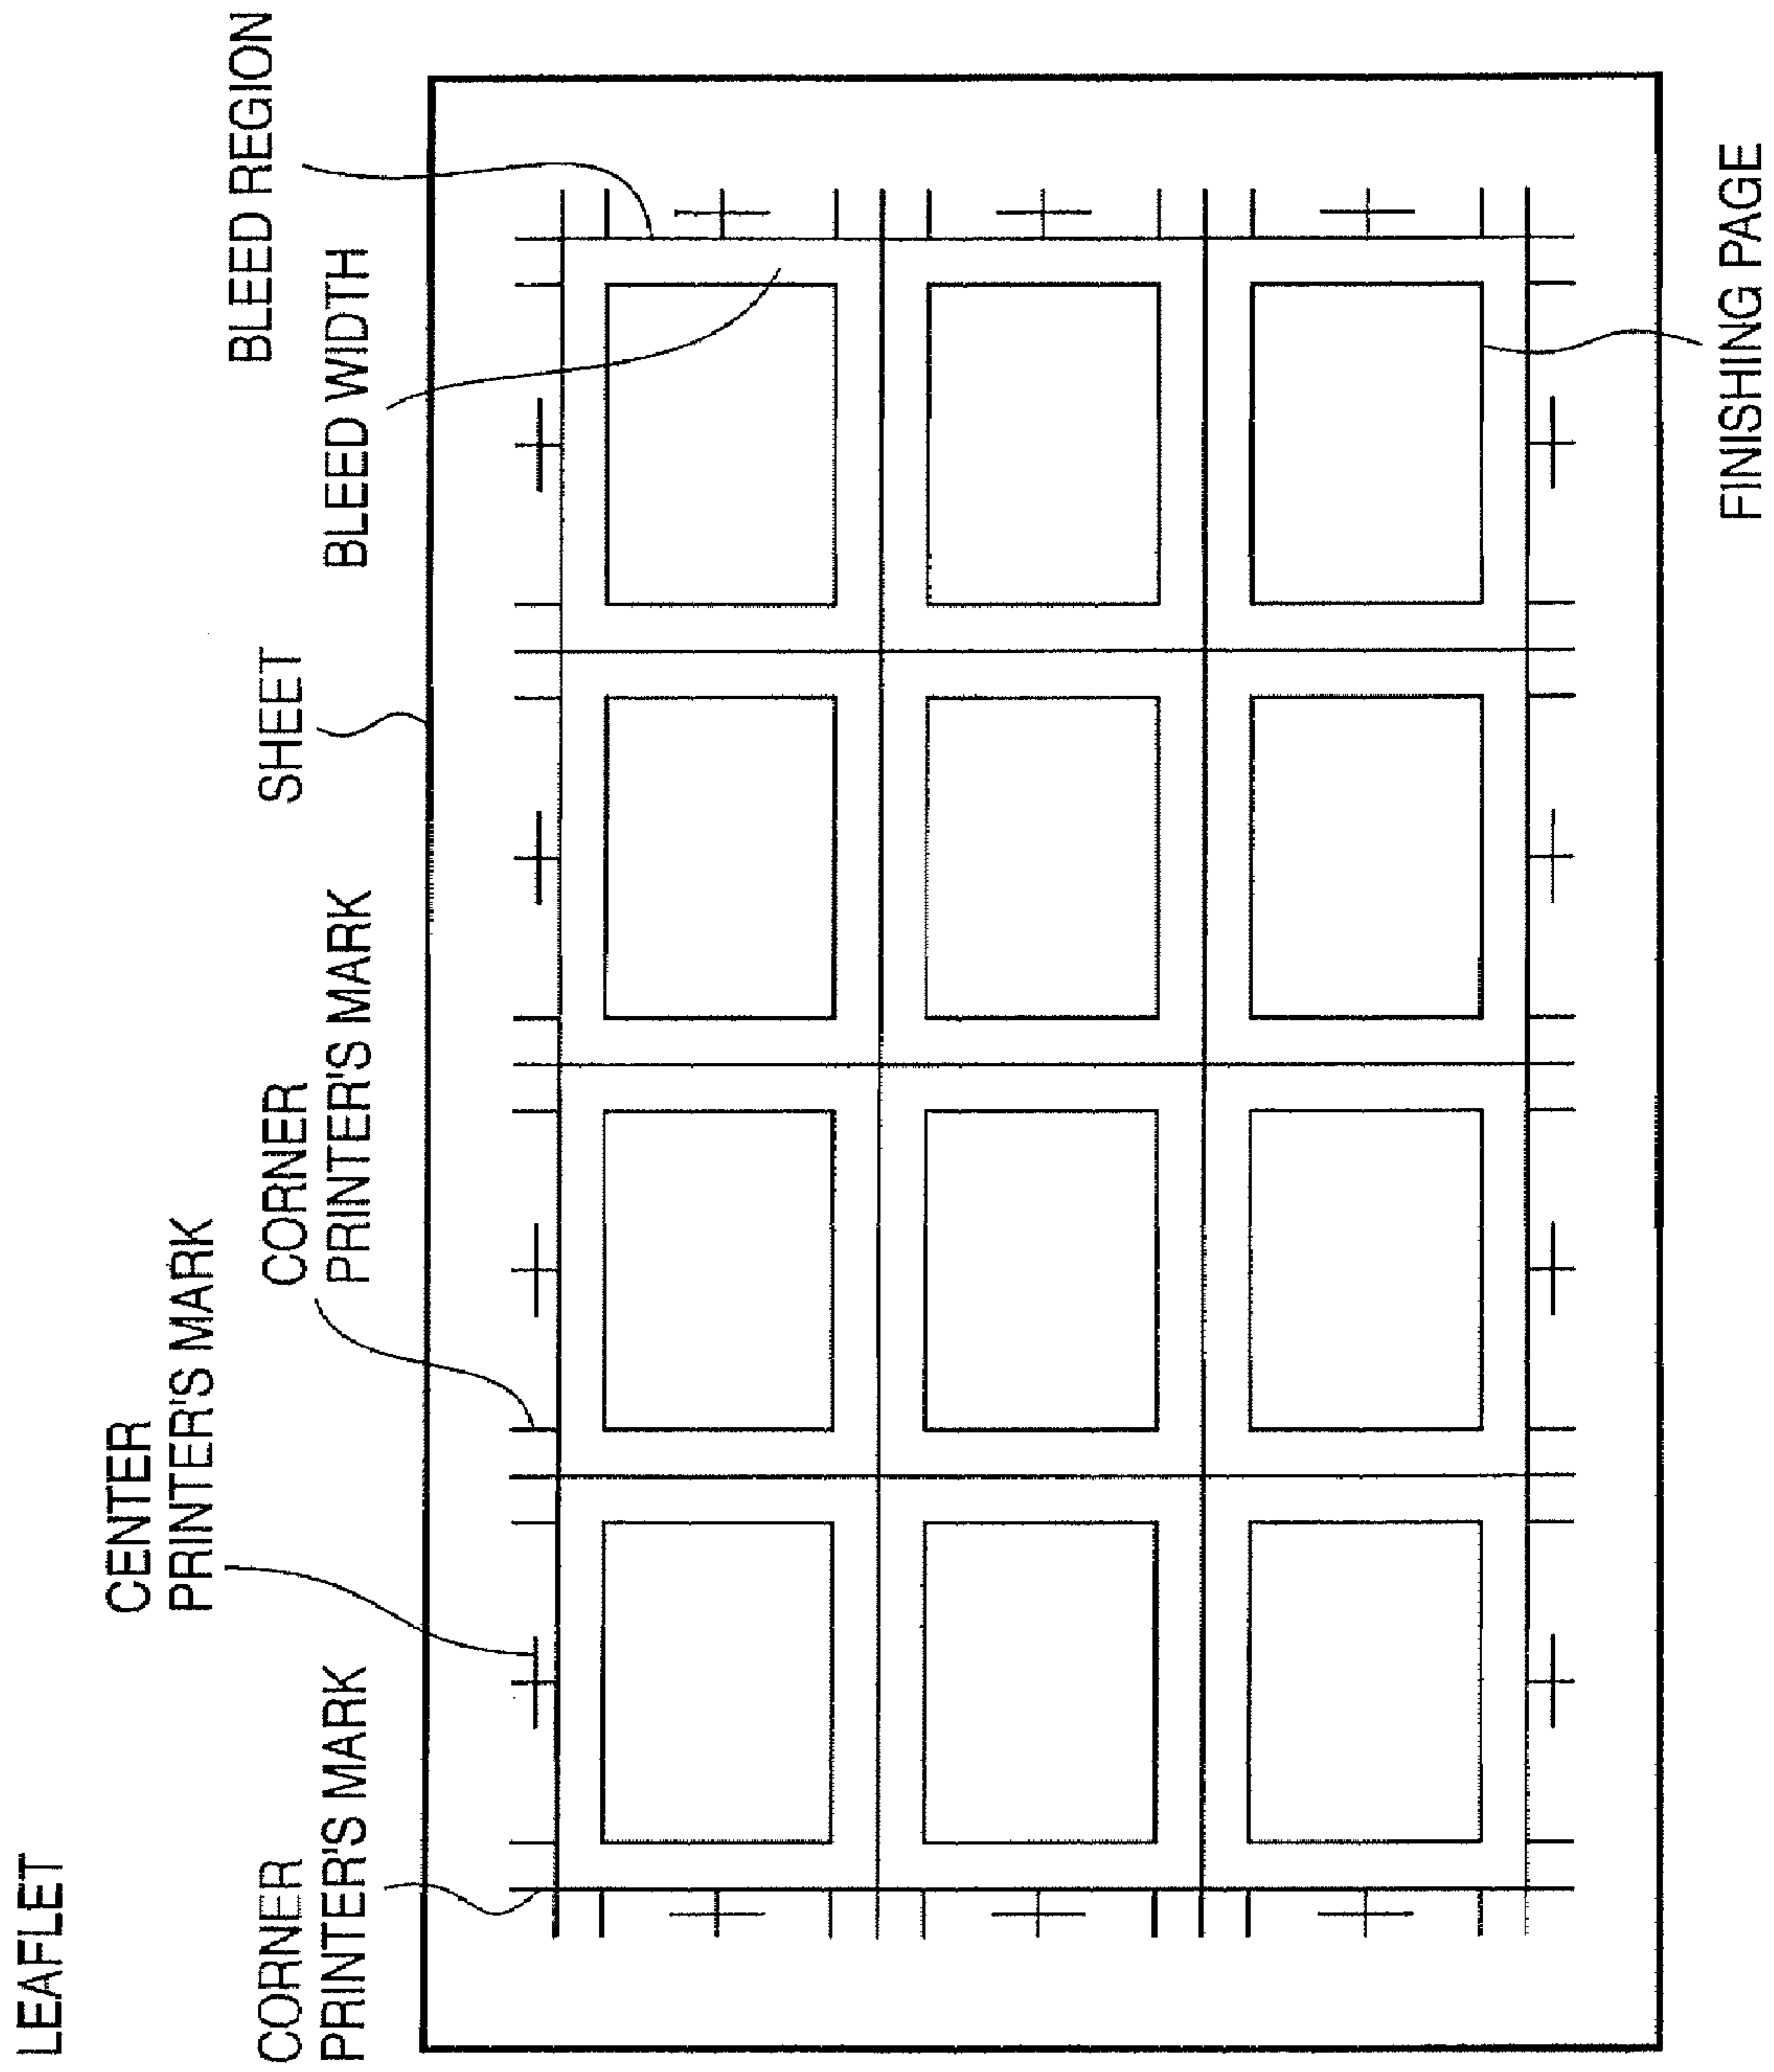 LEAFLET
CENTER
PRINTER'S MARK
BLEED REGION
CORNER
PRINTER'S MARK
CORNER
PRINTER'S MARK
SHEET
BLEED WIDTH
FINISHING PAGE